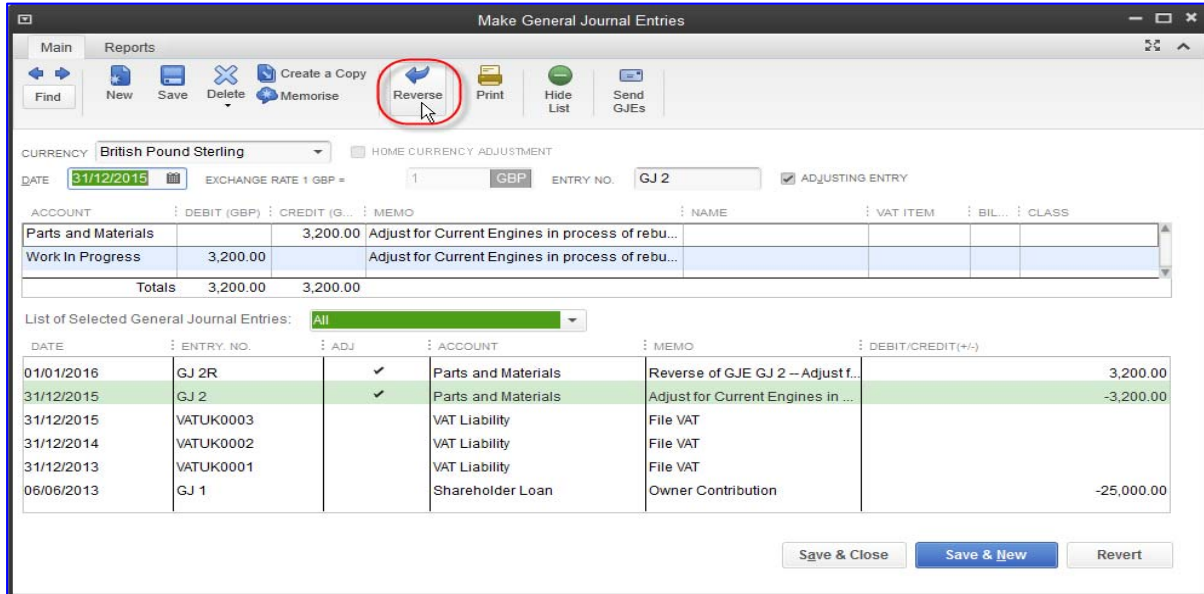 Make General Journal Entries
Main Reports
Find New Save Delete Create a Copy Memorise Reverse Print Hide List Send GJEs
CURRENCY British Pound Sterling HOME CURRENCY ADJUSTMENT
DATE 31/12/2015 EXCHANGE RATE 1 GBP = 1 GBP ENTRY NO. GJ 2 ADJUSTING ENTRY
ACCOUNT DEBIT (GBP) CREDIT (G... MEMO NAME VAT ITEM BIL... CLASS
Parts and Materials 3,200.00 Adjust for Current Engines in process of rebu...
Work In Progress 3,200.00 Adjust for Current Engines in process of rebu...
Totals 3,200.00 3,200.00
List of Selected General Journal Entries: All
DATE ENTRY. NO. ADJ ACCOUNT MEMO DEBIT/CREDIT(+/-)
01/01/2016 GJ 2R ✔ Parts and Materials Reverse of GJE GJ 2 -- Adjust f... 3,200.00
31/12/2015 GJ 2 ✔ Parts and Materials Adjust for Current Engines in ... -3,200.00
31/12/2015 VATUK0003 VAT Liability File VAT
31/12/2014 VATUK0002 VAT Liability File VAT
31/12/2013 VATUK0001 VAT Liability File VAT
06/06/2013 GJ 1 Shareholder Loan Owner Contribution -25,000.00
Save & Close Save & New Revert